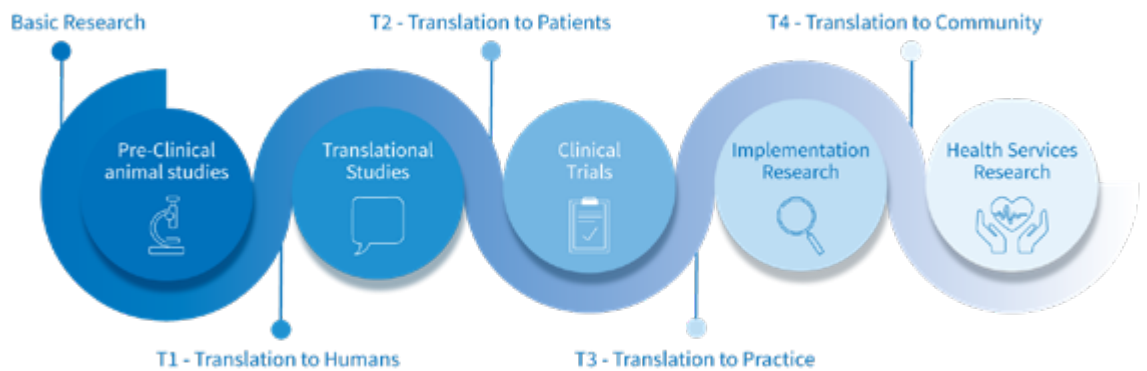 Basic Research
T2 - Translation to Patients
T4 - Translation to Community
Pre-Clinical
animal studies
Translational
Studies
Clinical
Trials
Implementation
Research
Health Services
Research
T1 - Translation to Humans
T3 - Translation to Practice